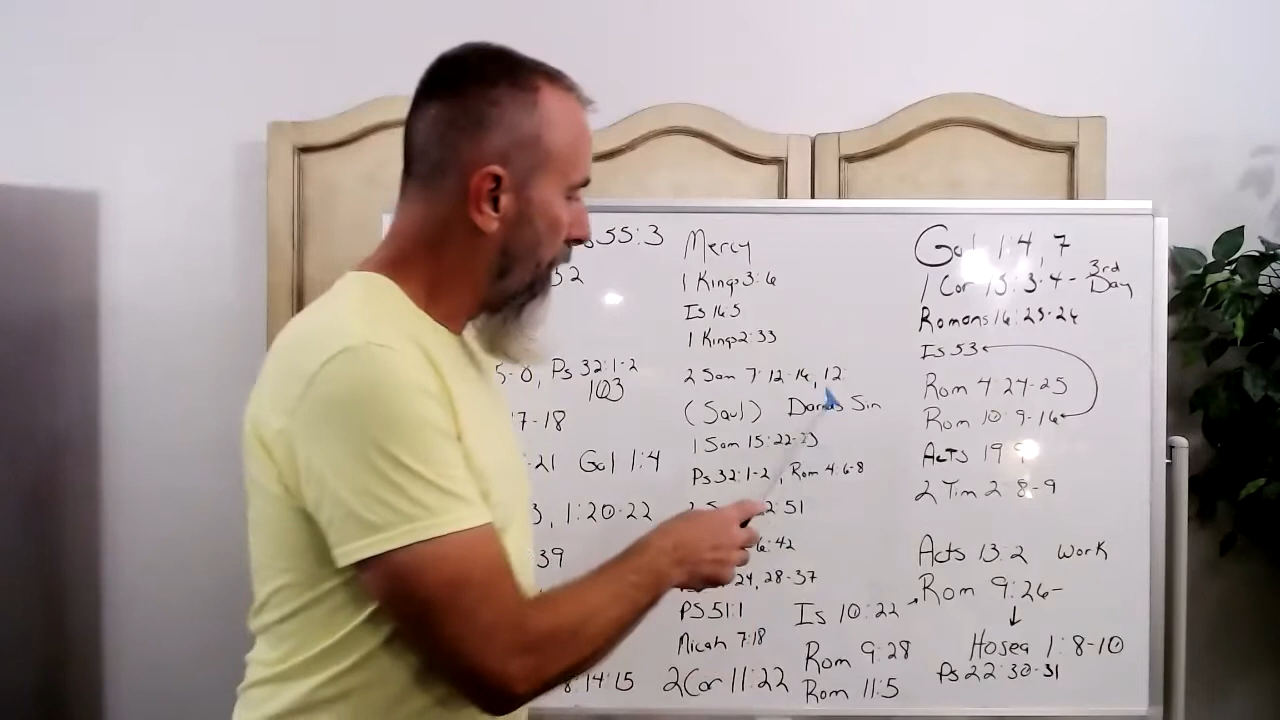 55:3
52
5-0, Ps 32:1-2
103
7-18
21 Gal 1:4
3, 1:20-22
39
8:14-15
Mercy
1 Kings 3:6
Is 16:5
1 Kings 2:33
2 Sam 7:12-16, 12
(Saul) Davids Sin
1 Sam 15:22-23
Ps 32:1-2, Rom 4:6-8
2:51
6:42
24, 28-37
PS 51:1
Micah 7:18
2 Cor 11:22
Is 10:22 →
Rom 9:28
Rom 11:5
Gal 1:4, 7
1 Cor 15:3-4 - 3rd Day
Romans 16:25-26
Is 53
Rom 4:24-25
Rom 10:9-16
Acts 19:9
2 Tim 2:8-9
Acts 13:2 work
Rom 9:26-
↓
Hosea 1:8-10
Ps 22:30-31